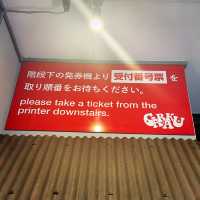 階段下の発券機より 受付番号票 を
取り順番をお待ちください。
please take a ticket from the
printer downstairs.